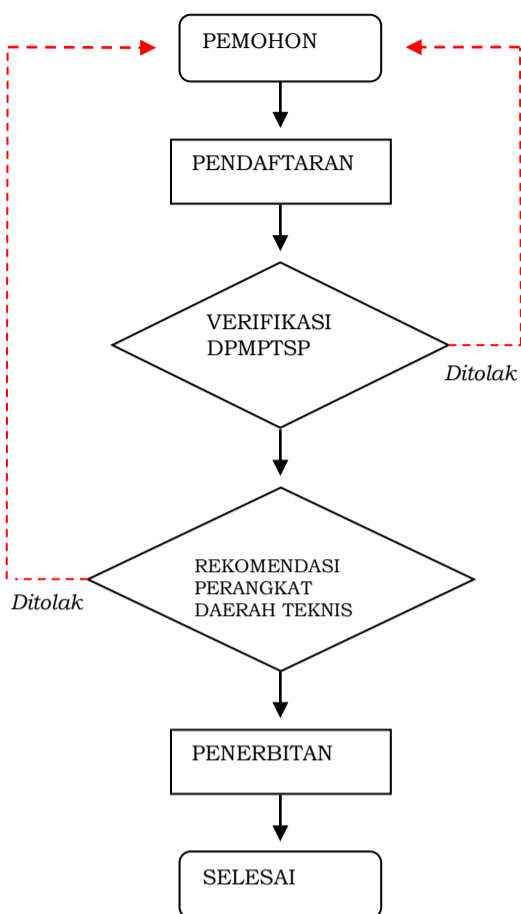 PEMOHON
PENDAFTARAN
VERIFIKASI
DPMPTSP
Ditolak
REKOMENDASI
PERANGKAT
DAERAH TEKNIS
Ditolak
PENERBITAN
SELESAI